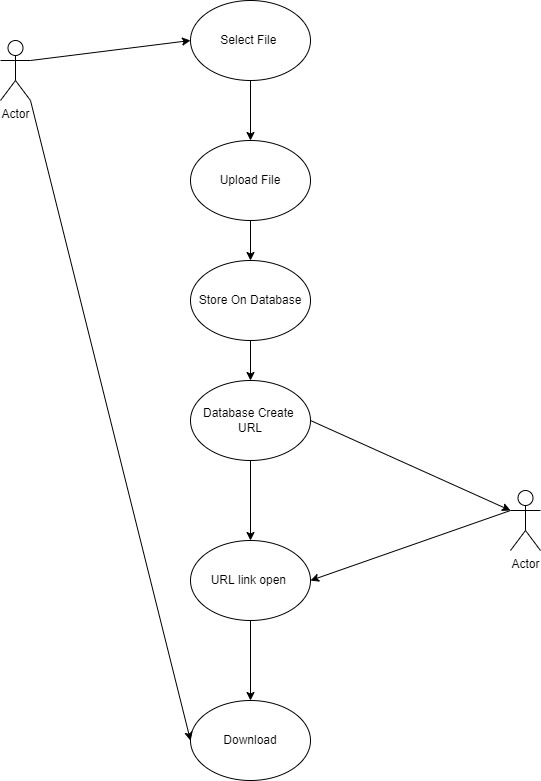 Select File
Actor
Upload File
Store On Database
Database Create
URL
Actor
URL link open
Download